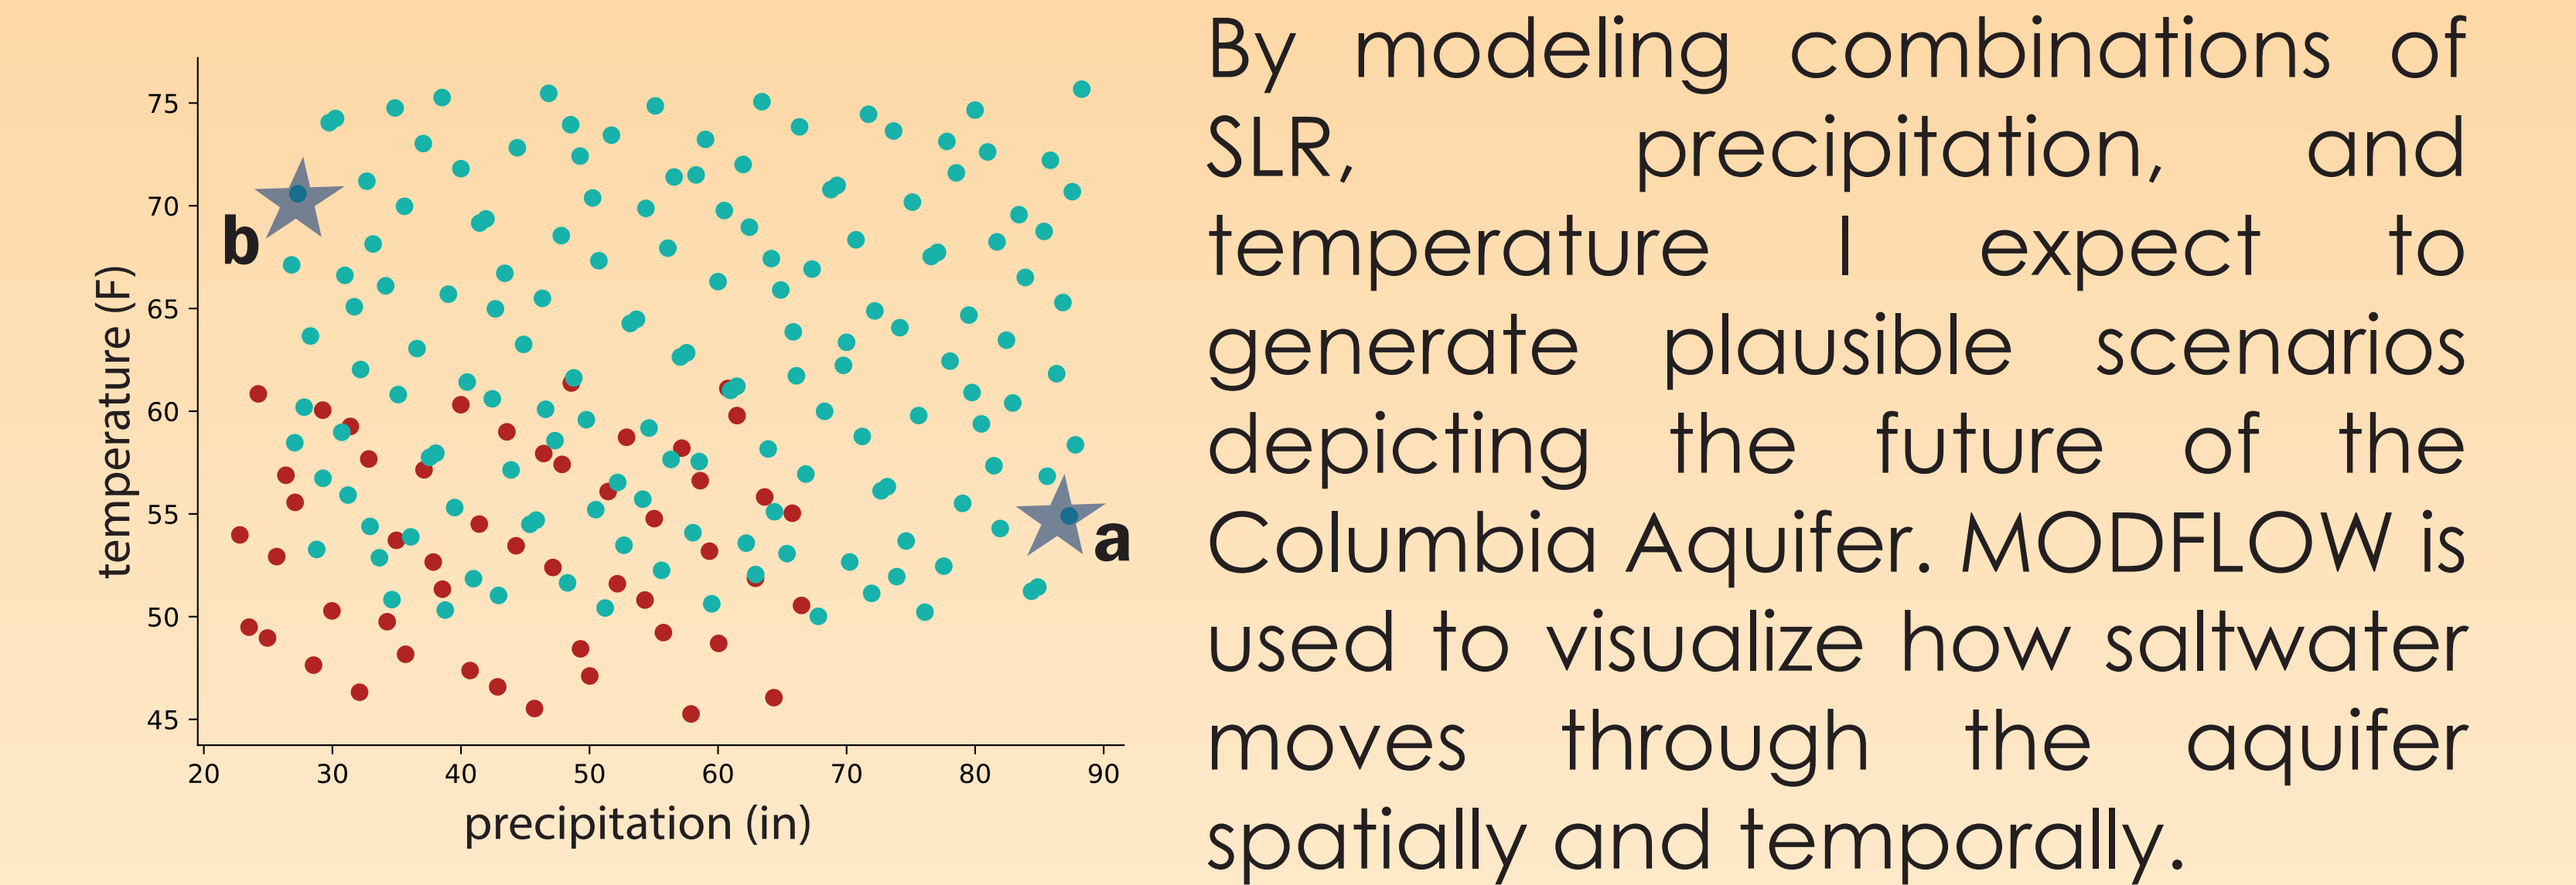 75
70
65
60
55
50
45
temperature (F)
b
a
20 30 40 50 60 70 80 90
precipitation (in)
By modeling combinations of
SLR, precipitation, and
temperature I expect to
generate plausible scenarios
depicting the future of the
Columbia Aquifer. MODFLOW is
used to visualize how saltwater
moves through the aquifer
spatially and temporally.